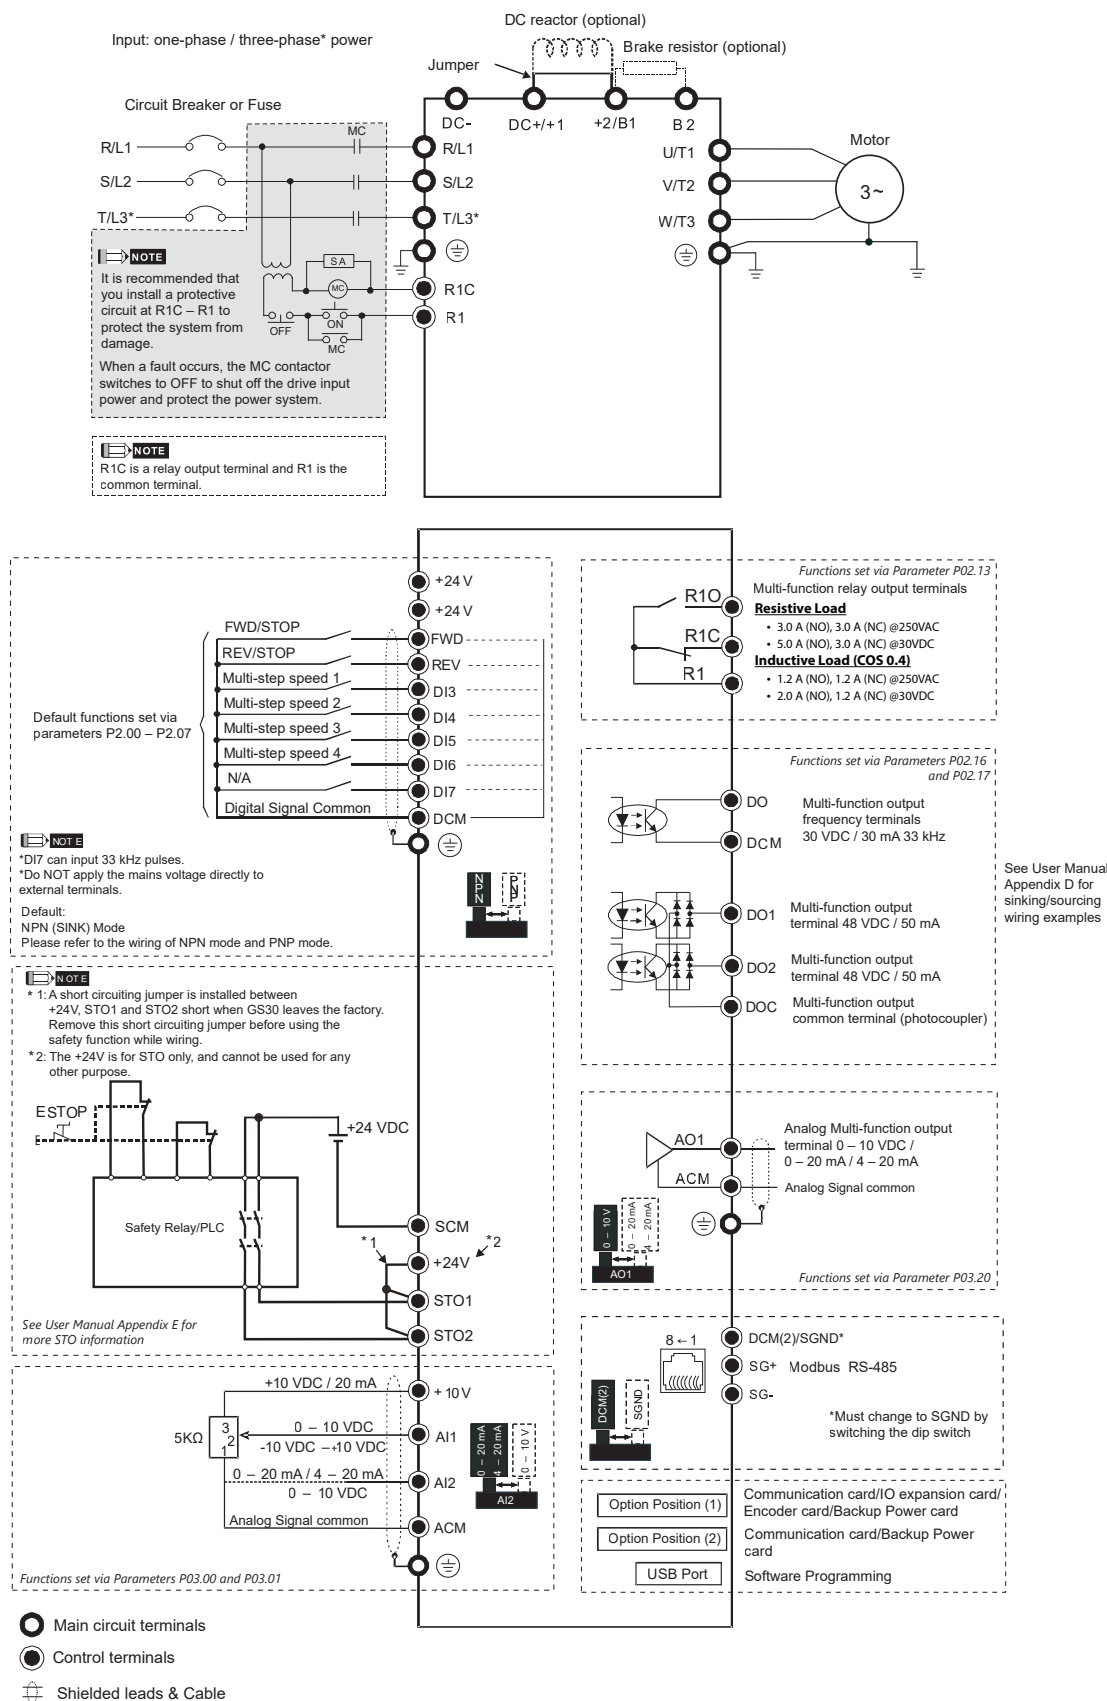 DC reactor (optional)
Input: one-phase / three-phase* power
Brake resistor (optional)
Jumper
Circuit Breaker or Fuse
DC-
DC+/+1
+2/B1
B2
MC
R/L1
R/L1
S/L2
S/L2
T/L3*
T/L3*
U/T1
V/T2
W/T3
Motor
3~
NOTE
It is recommended that
you install a protective
circuit at R1C – R1 to
protect the system from
damage.
When a fault occurs, the MC contactor
switches to OFF to shut off the drive input
power and protect the power system.
SA
MC
R1C
R1
OFF
ON
MC
NOTE
R1C is a relay output terminal and R1 is the
common terminal.
+24V
+24V
FWD/STOP
FWD
REV/STOP
REV
Multi-step speed 1
DI3
Multi-step speed 2
DI4
Multi-step speed 3
DI5
Multi-step speed 4
DI6
N/A
DI7
Digital Signal Common
DCM
Default functions set via
parameters P2.00 – P2.07
NOTE
*DI7 can input 33 kHz pulses.
*Do NOT apply the mains voltage directly to
external terminals.
Default:
NPN (SINK) Mode
Please refer to the wiring of NPN mode and PNP mode.
NPN
PNP
NOTE
* 1: A short circuiting jumper is installed between
+24V, STO1 and STO2 short when GS30 leaves the factory.
Remove this short circuiting jumper before using the
safety function while wiring.
*2: The +24V is for STO only, and cannot be used for any
other purpose.
ESTOP
+24 VDC
Safety Relay/PLC
SCM
*1
*2
+24V
STO1
STO2
See User Manual Appendix E for
more STO information
+10 VDC / 20 mA
+10V
5KΩ
3
2
1
0 – 10 VDC
-10 VDC – +10 VDC
AI1
0 – 20 mA / 4 – 20 mA
0 – 10 VDC
AI2
Analog Signal common
ACM
0 – 20 mA
4 – 20 mA
0 – 10 V
AI2
Functions set via Parameters P03.00 and P03.01
Functions set via Parameter P02.13
Multi-function relay output terminals
R1O
R1C
R1
Resistive Load
• 3.0 A (NO), 3.0 A (NC) @250VAC
• 5.0 A (NO), 3.0 A (NC) @30VDC
Inductive Load (COS 0.4)
• 1.2 A (NO), 1.2 A (NC) @250VAC
• 2.0 A (NO), 1.2 A (NC) @30VDC
Functions set via Parameters P02.16
and P02.17
DO
DCM
Multi-function output
frequency terminals
30 VDC / 30 mA 33 kHz
DO1
Multi-function output
terminal 48 VDC / 50 mA
DO2
Multi-function output
terminal 48 VDC / 50 mA
DOC
Multi-function output
common terminal (photocoupler)
See User Manual
Appendix D for
sinking/sourcing
wiring examples
AO1
Analog Multi-function output
terminal 0 – 10 VDC /
0 – 20 mA / 4 – 20 mA
ACM
Analog Signal common
0 – 10 V
0 – 20 mA
4 – 20 mA
AO1
Functions set via Parameter P03.20
8←1
DCM(2)/SGND*
SG+
Modbus RS-485
SG-
DCM(2)
SGND
*Must change to SGND by
switching the dip switch
Option Position (1)
Communication card/IO expansion card/
Encoder card/Backup Power card
Option Position (2)
Communication card/Backup Power
card
USB Port
Software Programming
Main circuit terminals
Control terminals
Shielded leads & Cable